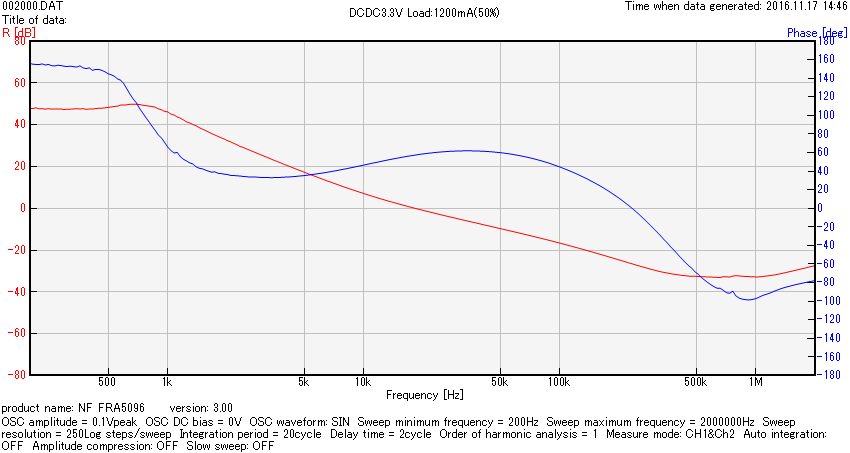 002000.DAT
Time when data generated: 2016.11.17 14:46
DCDC3.3V Load:1200mA(50%)
Title of data:
R [dB]
Phase [deg]
80
60
40
20
0
-20
-40
-60
-80
180
160
140
120
100
80
60
40
20
0
-20
-40
-60
-80
-100
-120
-140
-160
-180
500 1k 5k 10k 50k 100k 500k 1M
Frequency [Hz]
product name: NF FRA5096 version: 3.00
OSC amplitude = 0.1Vpeak OSC DC bias = 0V OSC waveform: SIN Sweep minimum frequency = 200Hz Sweep maximum frequency = 2000000Hz Sweep
resolution = 250Log steps/sweep Integration period = 20cycle Delay time = 2cycle Order of harmonic analysis = 1 Measure mode: CH1&Ch2 Auto integration:
OFF Amplitude compression: OFF Slow sweep: OFF